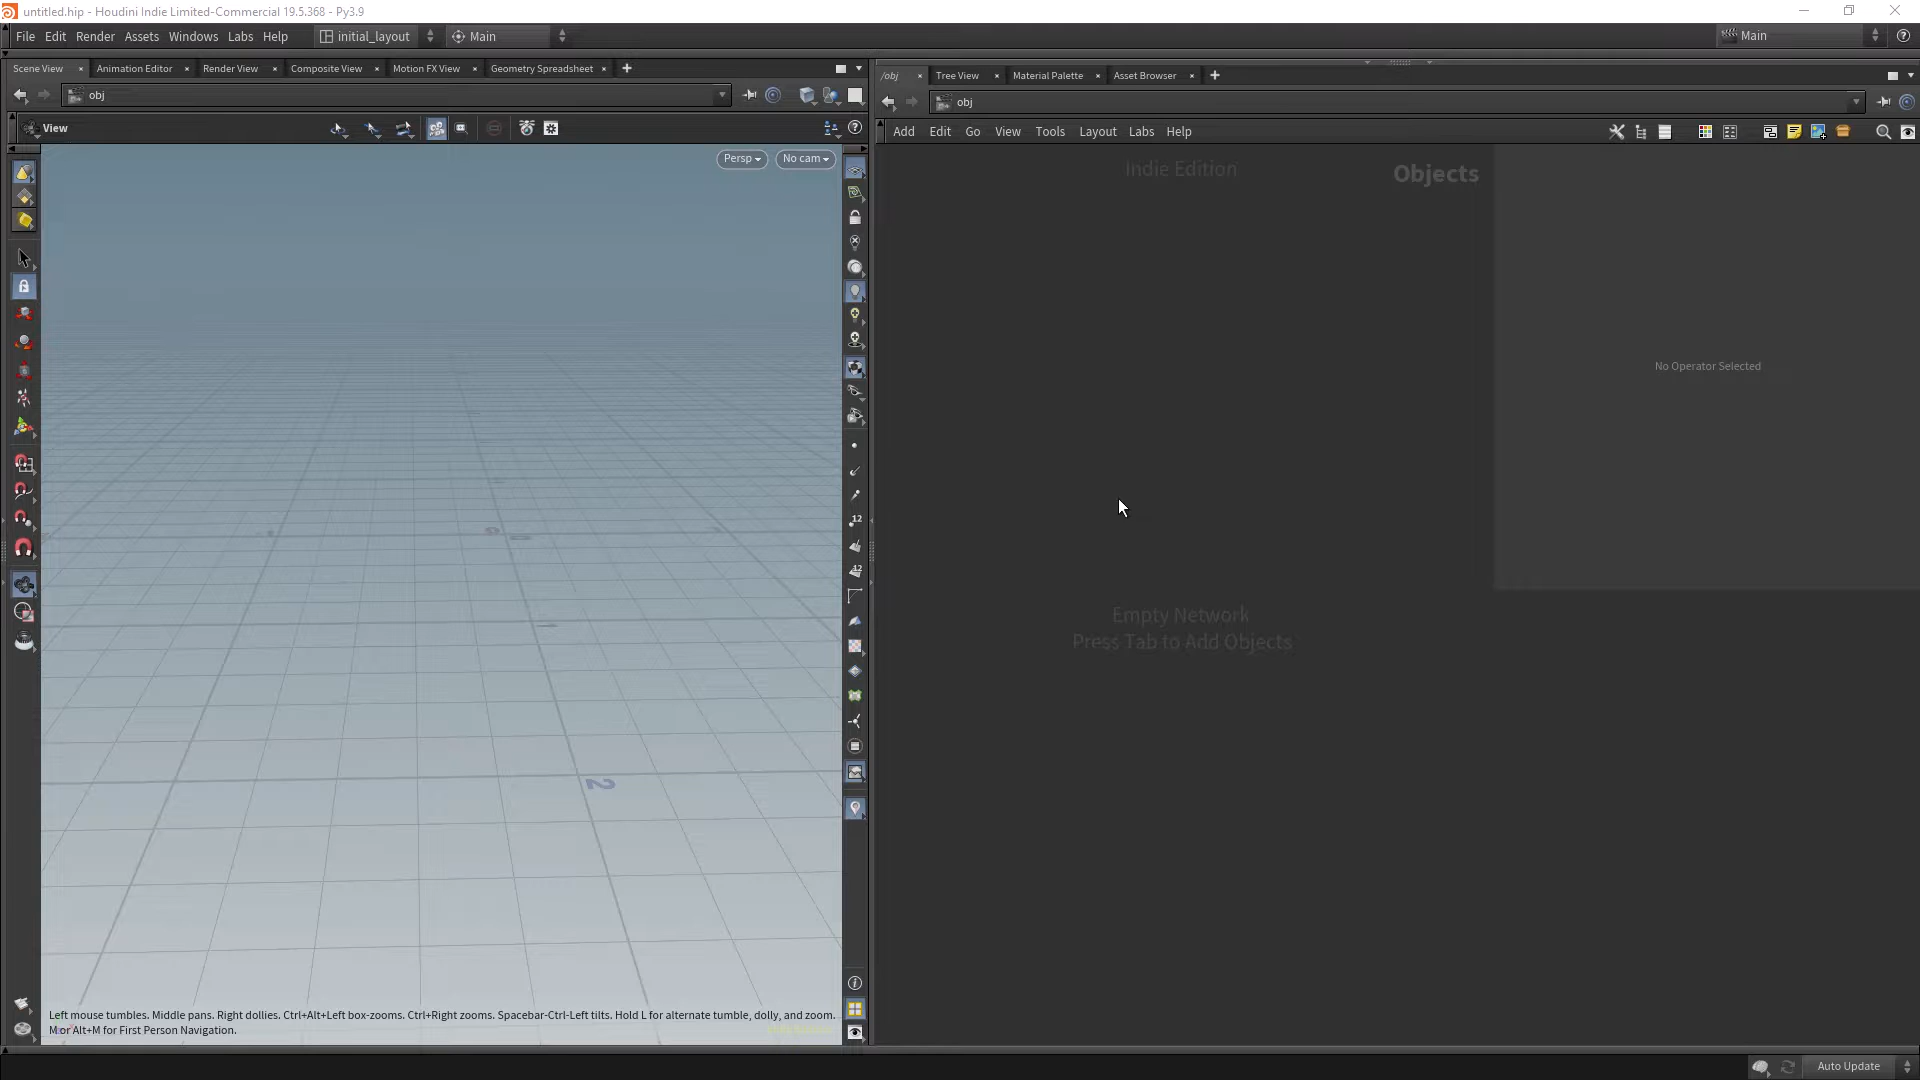 untitled.hip - Houdini Indie Limited-Commercial 19.5.368 - Py3.9
File Edit Render Assets Windows Labs Help initial_layout Main Main
Scene View Animation Editor Render View Composite View Motion FX View Geometry Spreadsheet
/obj Tree View Material Palette Asset Browser
obj
obj
View
Add Edit Go View Tools Layout Labs Help
Persp No cam
Indie Edition
Objects
No Operator Selected
12
12
0
0
2
Empty Network
Press Tab to Add Objects
Left mouse tumbles. Middle pans. Right dollies. Ctrl+Alt+Left box-zooms. Ctrl+Right zooms. Spacebar-Ctrl-Left tilts. Hold L for alternate tumble, dolly, and zoom.
M or Alt+M for First Person Navigation.
Auto Update